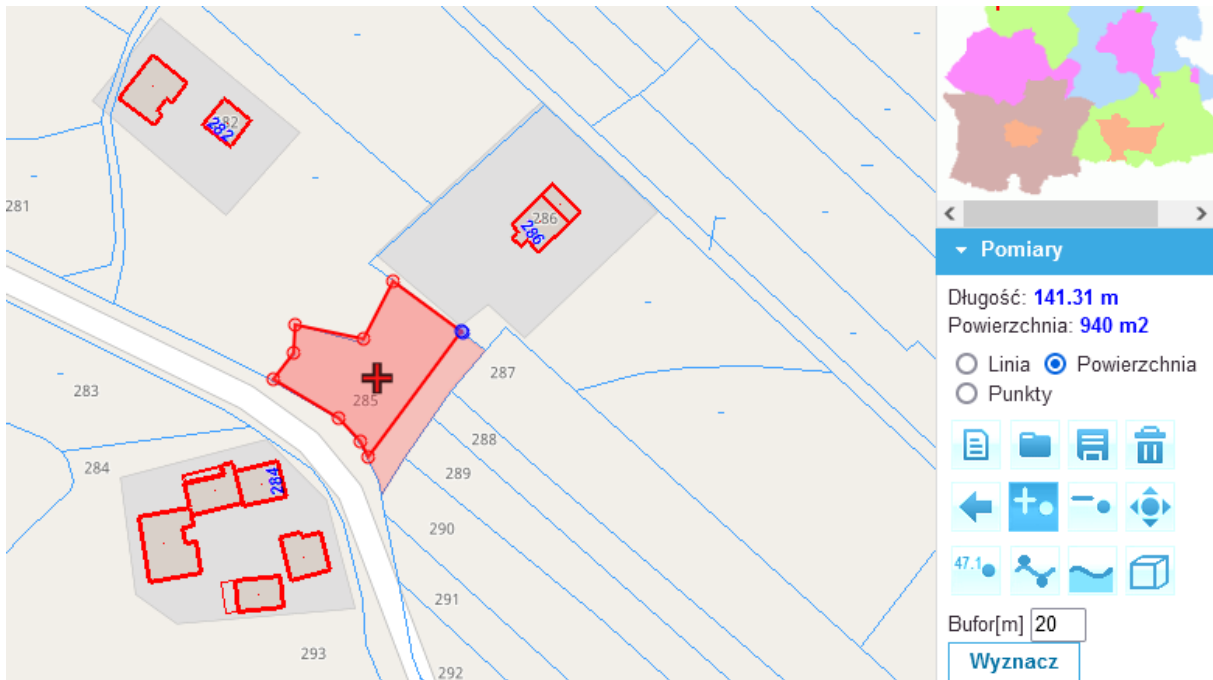 282
282
281
286
286
Pomiary
Długość: 141.31 m
Powierzchnia: 940 m2
Linia Powierzchnia
Punkty
287
283
285
288
284
284
289
290
47.1
291
Bufor[m] 20
293
292
Wyznacz